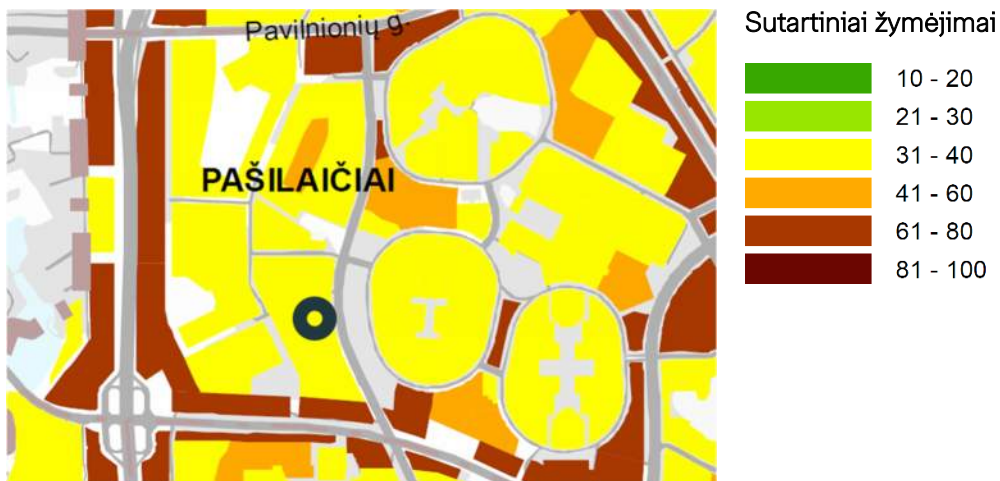 Pavilnionių g.
PAŠILAIČIAI
Sutartiniai žymėjimai
10 - 20
21 - 30
31 - 40
41 - 60
61 - 80
81 - 100